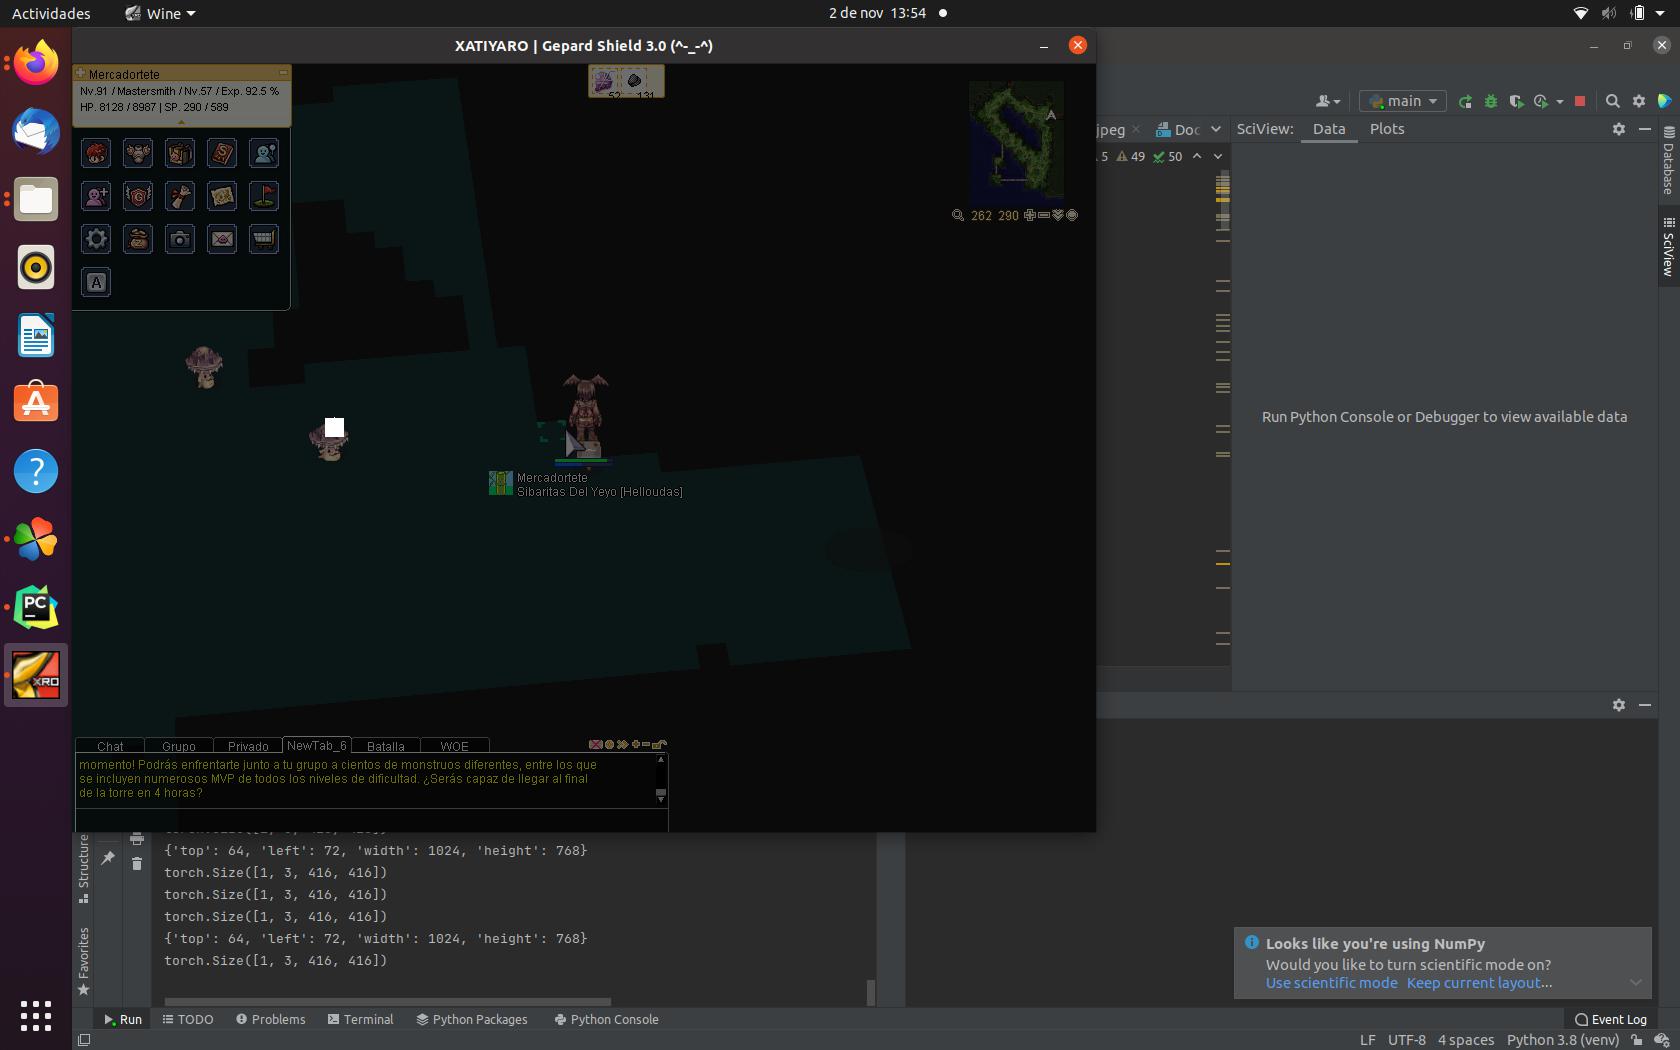 Actividades
Wine
2 de nov 13:54
XATIYARO | Gepard Shield 3.0 (^-_-^)
Mercadortete
Nv.91 / Mastersmith / Nv.57 / Exp. 92.5 %
HP. 8128 / 8987 | SP. 290 / 589
52
131
A
262 290
main
jpeg
Doc
SciView:
Data
Plots
5
49
50
Database
SciView
Run Python Console or Debugger to view available data
Mercadortete
Sibaritas Del Yeyo [Helloudas]
PC
XRO
Chat
Grupo
Privado
NewTab_6
Batalla
WOE
momento! Podrás enfrentarte junto a tu grupo a cientos de monstruos diferentes, entre los que
se incluyen numerosos MVP de todos los niveles de dificultad. ¿Serás capaz de llegar al final
de la torre en 4 horas?
{'top': 64, 'left': 72, 'width': 1024, 'height': 768}
torch.Size([1, 3, 416, 416])
torch.Size([1, 3, 416, 416])
torch.Size([1, 3, 416, 416])
{'top': 64, 'left': 72, 'width': 1024, 'height': 768}
torch.Size([1, 3, 416, 416])
Structure
Favorites
Looks like you're using NumPy
Would you like to turn scientific mode on?
Use scientific mode Keep current layout...
Run
TODO
Problems
Terminal
Python Packages
Python Console
Event Log
LF UTF-8 4 spaces Python 3.8 (venv)